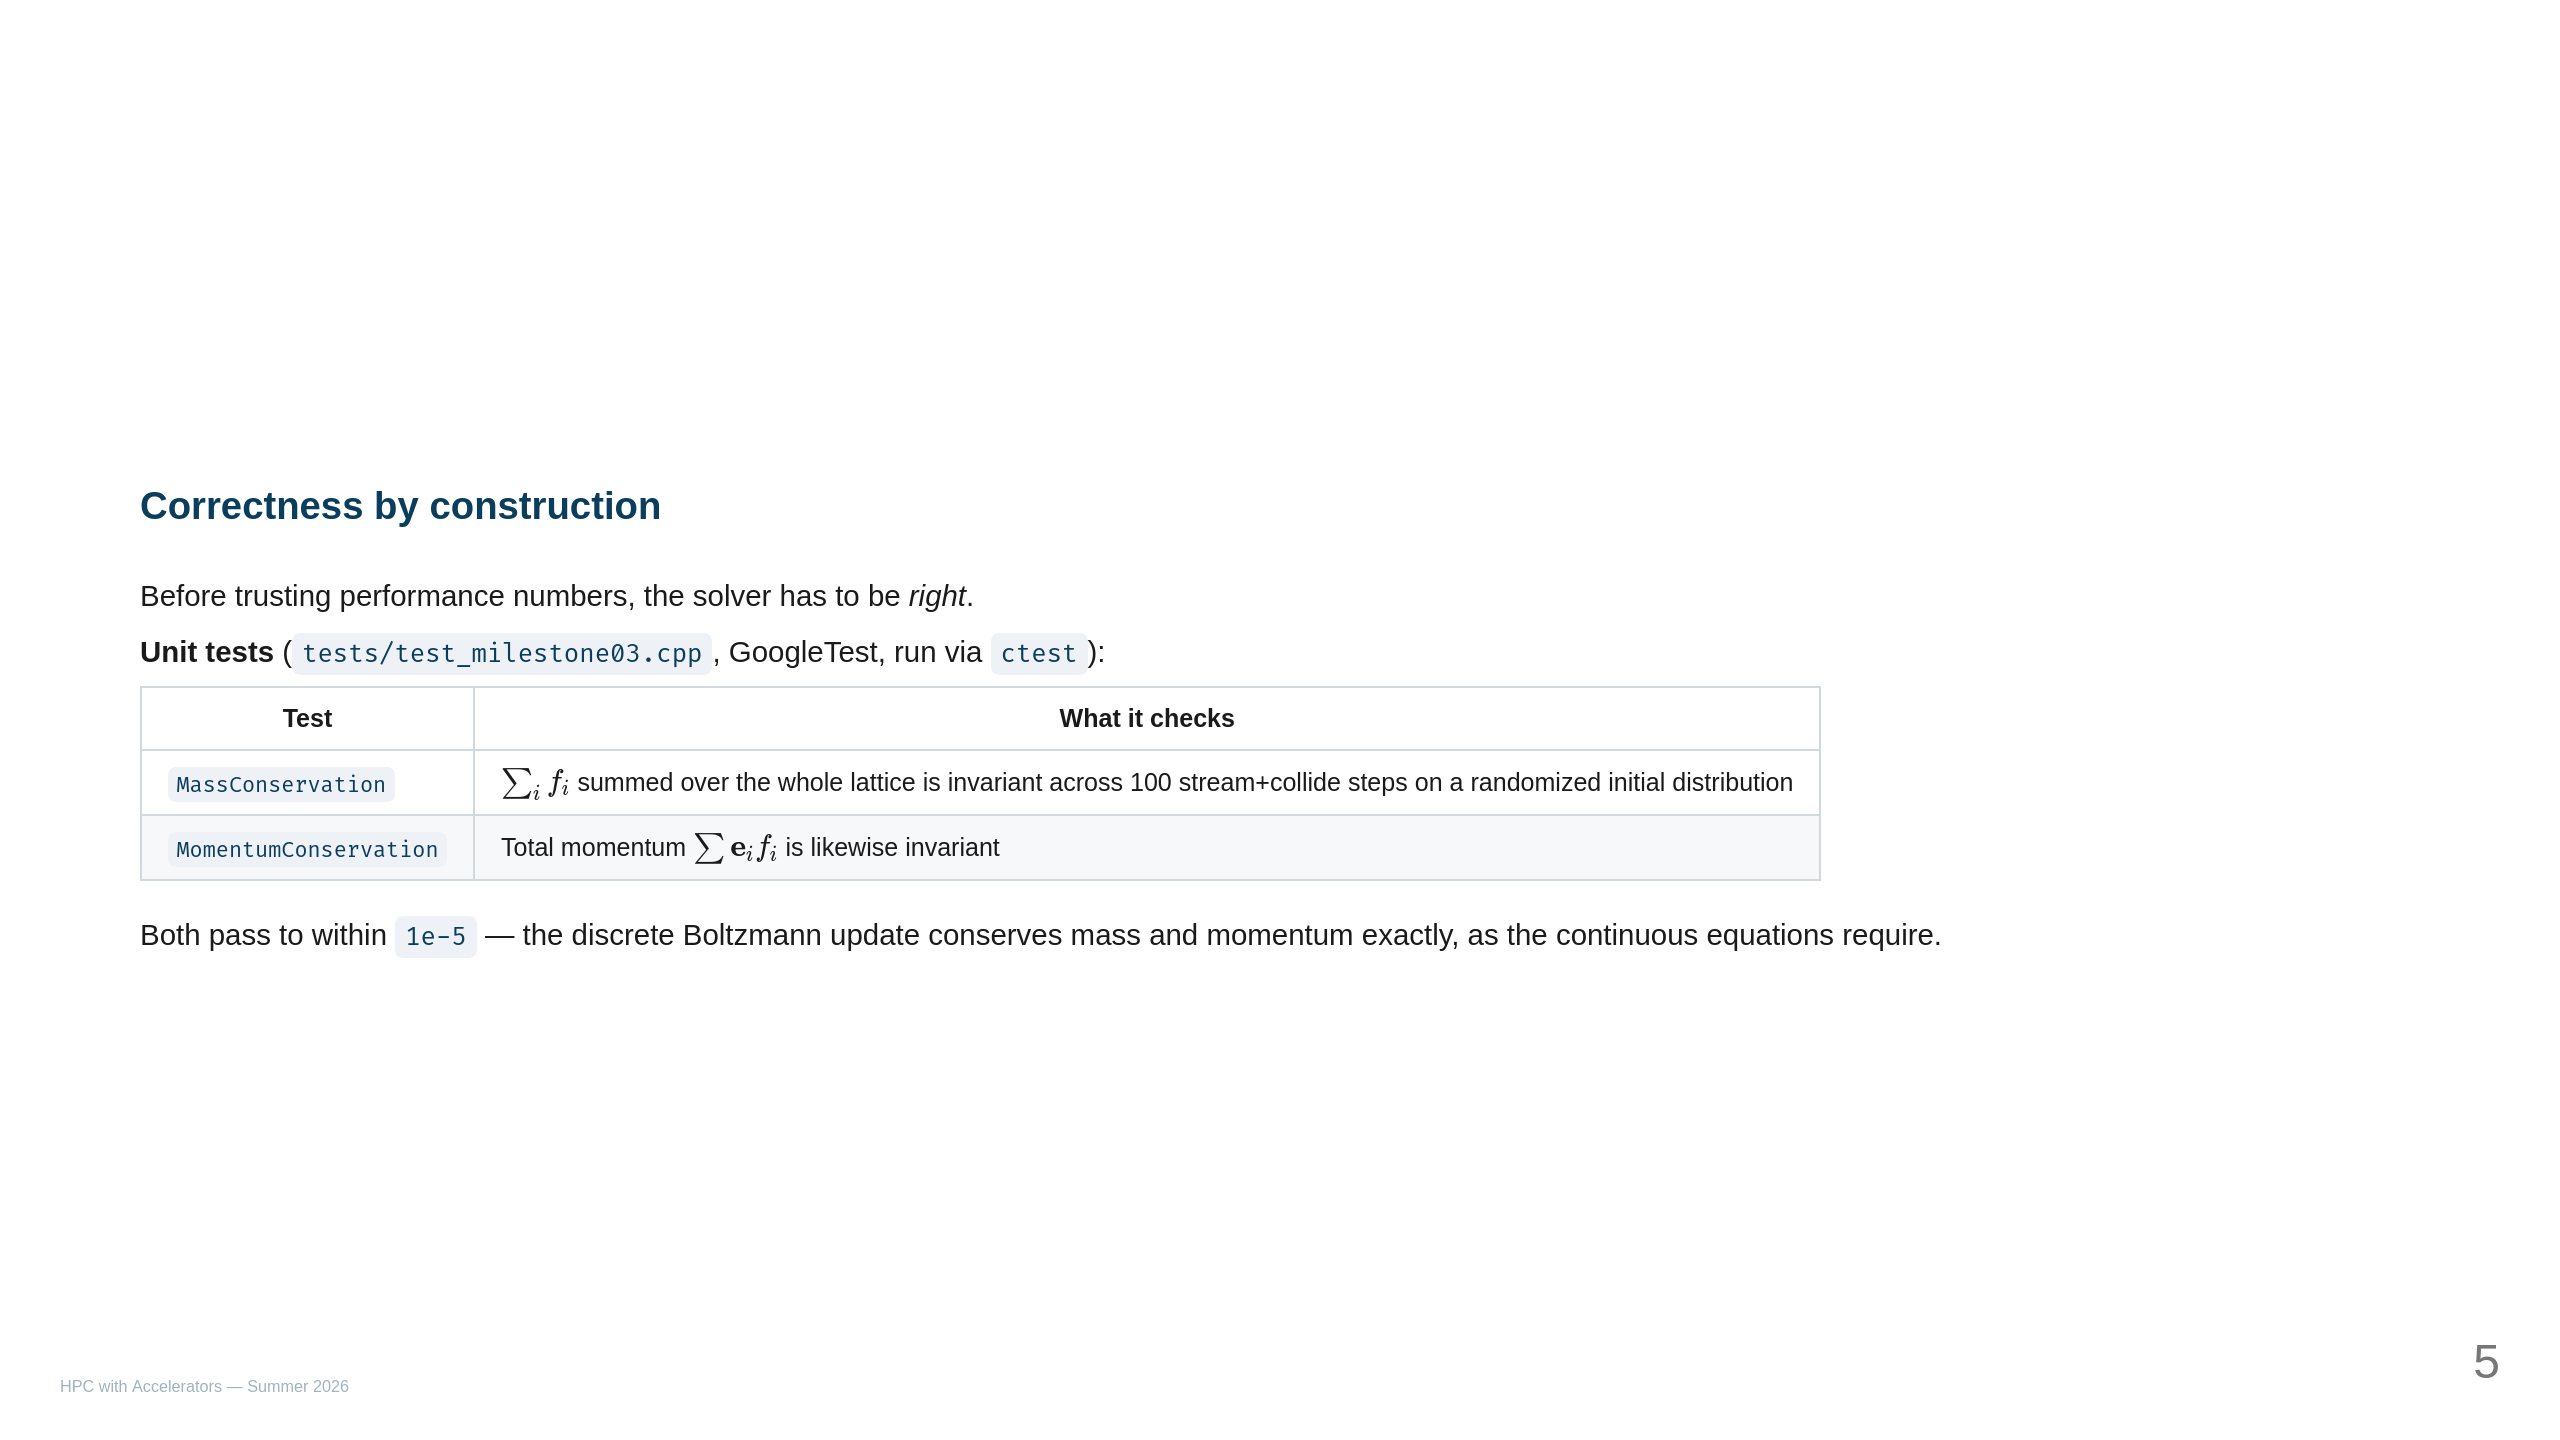 Correctness by construction
Before trusting performance numbers, the solver has to be right.
Unit tests (tests/test_milestone03.cpp, GoogleTest, run via ctest):
Test What it checks
MassConservation ∑ᵢ fᵢ summed over the whole lattice is invariant across 100 stream+collide steps on a randomized initial distribution
MomentumConservation Total momentum ∑ 𝐞ᵢfᵢ is likewise invariant
Both pass to within 1e-5 — the discrete Boltzmann update conserves mass and momentum exactly, as the continuous equations require.
HPC with Accelerators — Summer 2026
5